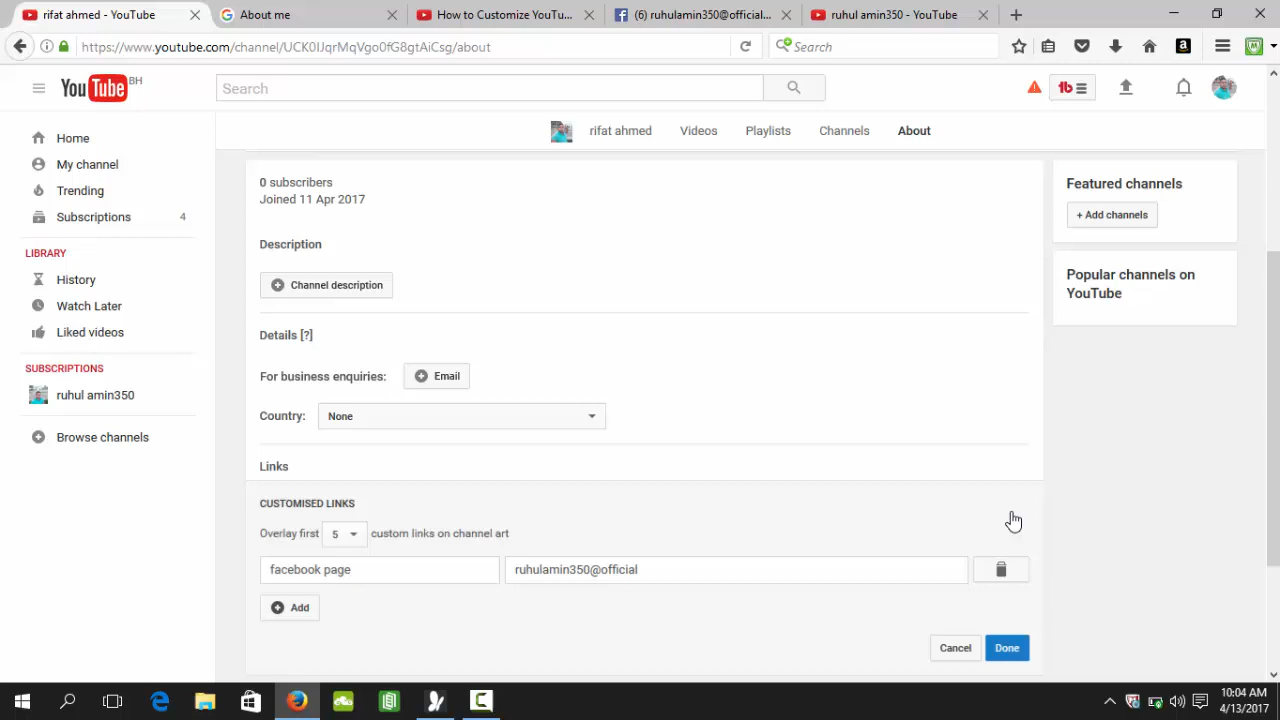 rifat ahmed - YouTube
About me
How to Customize YouTu...
(6) ruhulamin350@official...
ruhul amin350 - YouTube
https://www.youtube.com/channel/UCK0IJqrMqVgo0fG8gtAiCsg/about
Search
YouTube BH
Search
rifat ahmed Videos Playlists Channels About
Home
My channel
Trending
Subscriptions 4
LIBRARY
History
Watch Later
Liked videos
SUBSCRIPTIONS
ruhul amin350
Browse channels
0 subscribers
Joined 11 Apr 2017
Description
Channel description
Details [?]
For business enquiries: Email
Country: None
Links
CUSTOMISED LINKS
Overlay first 5 custom links on channel art
facebook page ruhulamin350@official
Add
Cancel Done
Featured channels
+ Add channels
Popular channels on
YouTube
10:04 AM
4/13/2017